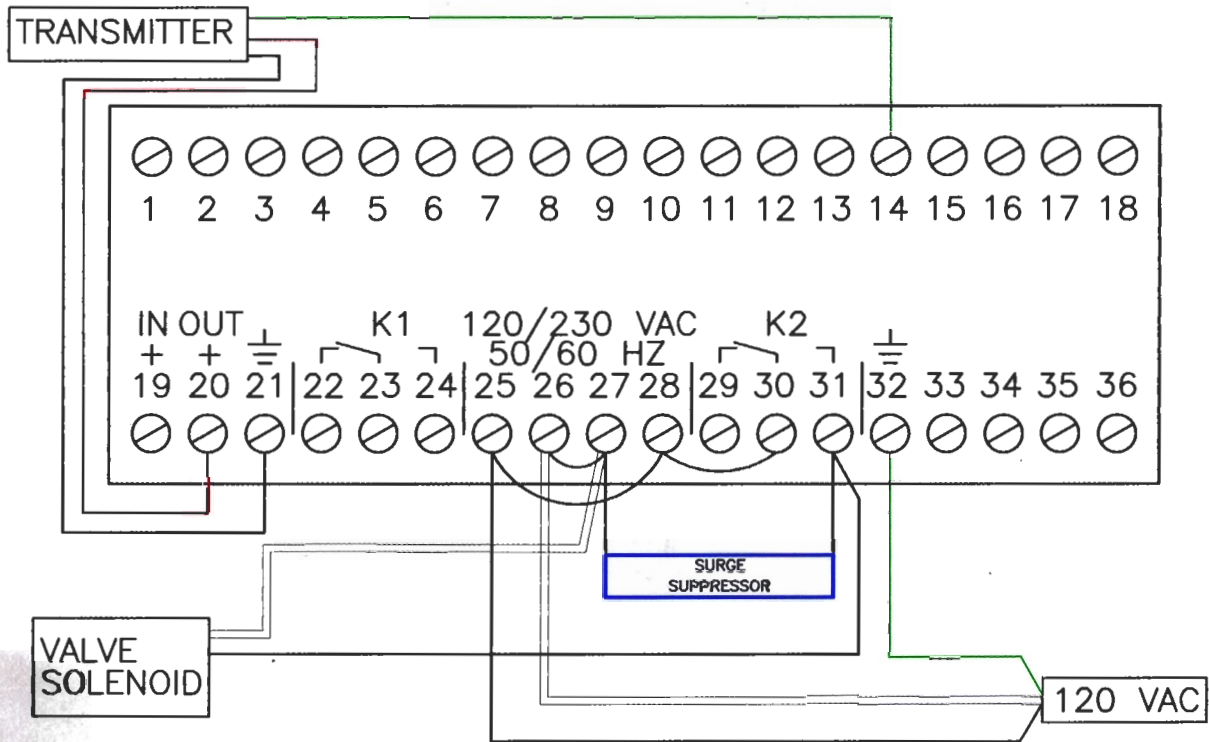 TRANSMITTER
1 2 3 4 5 6 7 8 9 10 11 12 13 14 15 16 17 18
IN OUT K1 120/230 VAC K2
+ + 50/60 HZ
19 20 21 22 23 24 25 26 27 28 29 30 31 32 33 34 35 36
SURGE
SUPPRESSOR
VALVE
SOLENOID
120 VAC